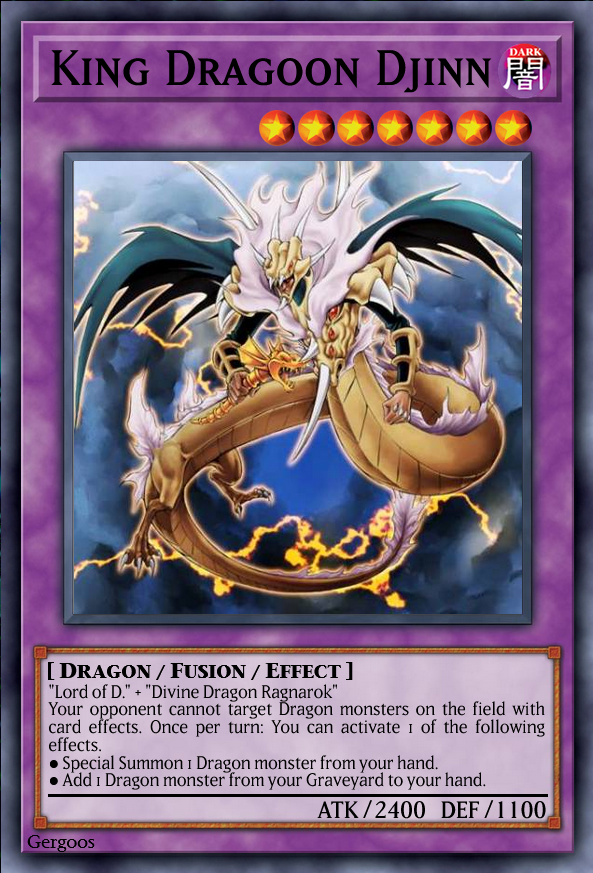 King Dragoon Djinn
DARK
闇
[ Dragon / Fusion / Effect ]
"Lord of D." + "Divine Dragon Ragnarok"
Your opponent cannot target Dragon monsters on the field with
card effects. Once per turn: You can activate 1 of the following
effects.
● Special Summon 1 Dragon monster from your hand.
● Add 1 Dragon monster from your Graveyard to your hand.
ATK/2400 DEF/1100
Gergoos